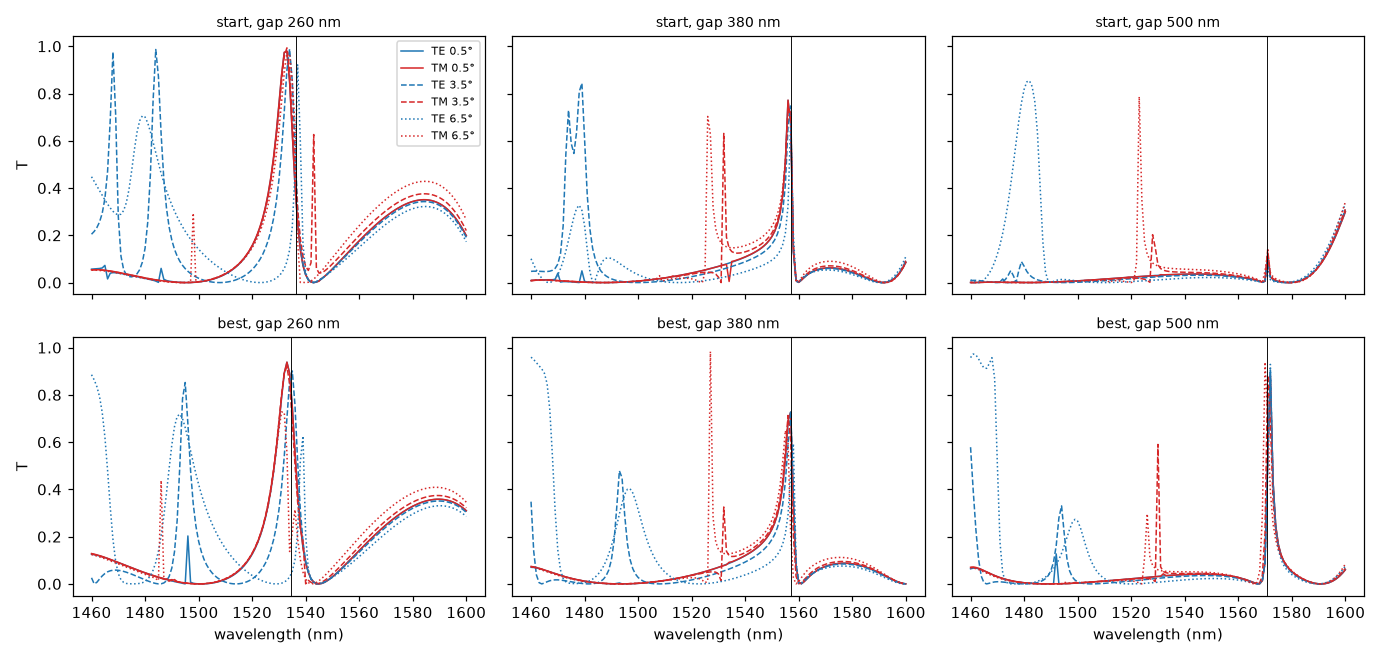 start, gap 260 nm
start, gap 380 nm
start, gap 500 nm
T
1.0
0.8
0.6
0.4
0.2
0.0
TE 0.5°
TM 0.5°
TE 3.5°
TM 3.5°
TE 6.5°
TM 6.5°
best, gap 260 nm
best, gap 380 nm
best, gap 500 nm
T
1.0
0.8
0.6
0.4
0.2
0.0
1460 1480 1500 1520 1540 1560 1580 1600
1460 1480 1500 1520 1540 1560 1580 1600
1460 1480 1500 1520 1540 1560 1580 1600
wavelength (nm)
wavelength (nm)
wavelength (nm)